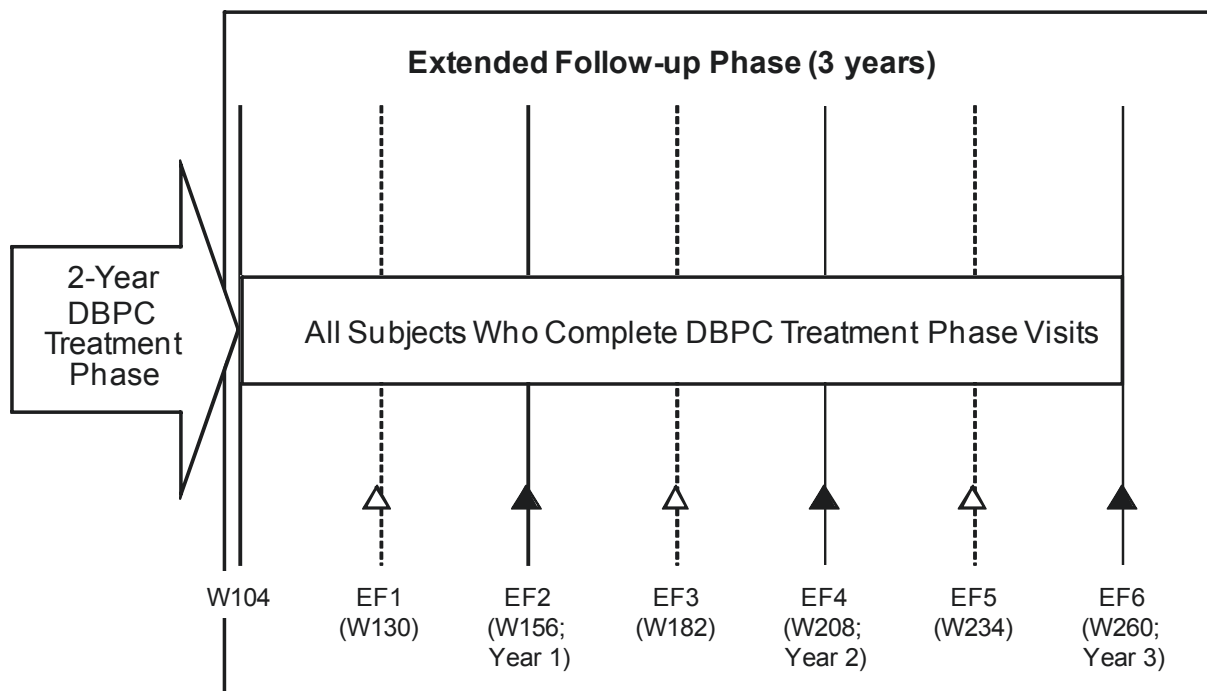 Extended Follow-up Phase (3 years)
2-Year
DBPC
Treatment
Phase
All Subjects Who Complete DBPC Treatment Phase Visits
W104
EF1
(W130)
EF2
(W156;
Year 1)
EF3
(W182)
EF4
(W208;
Year 2)
EF5
(W234)
EF6
(W260;
Year 3)